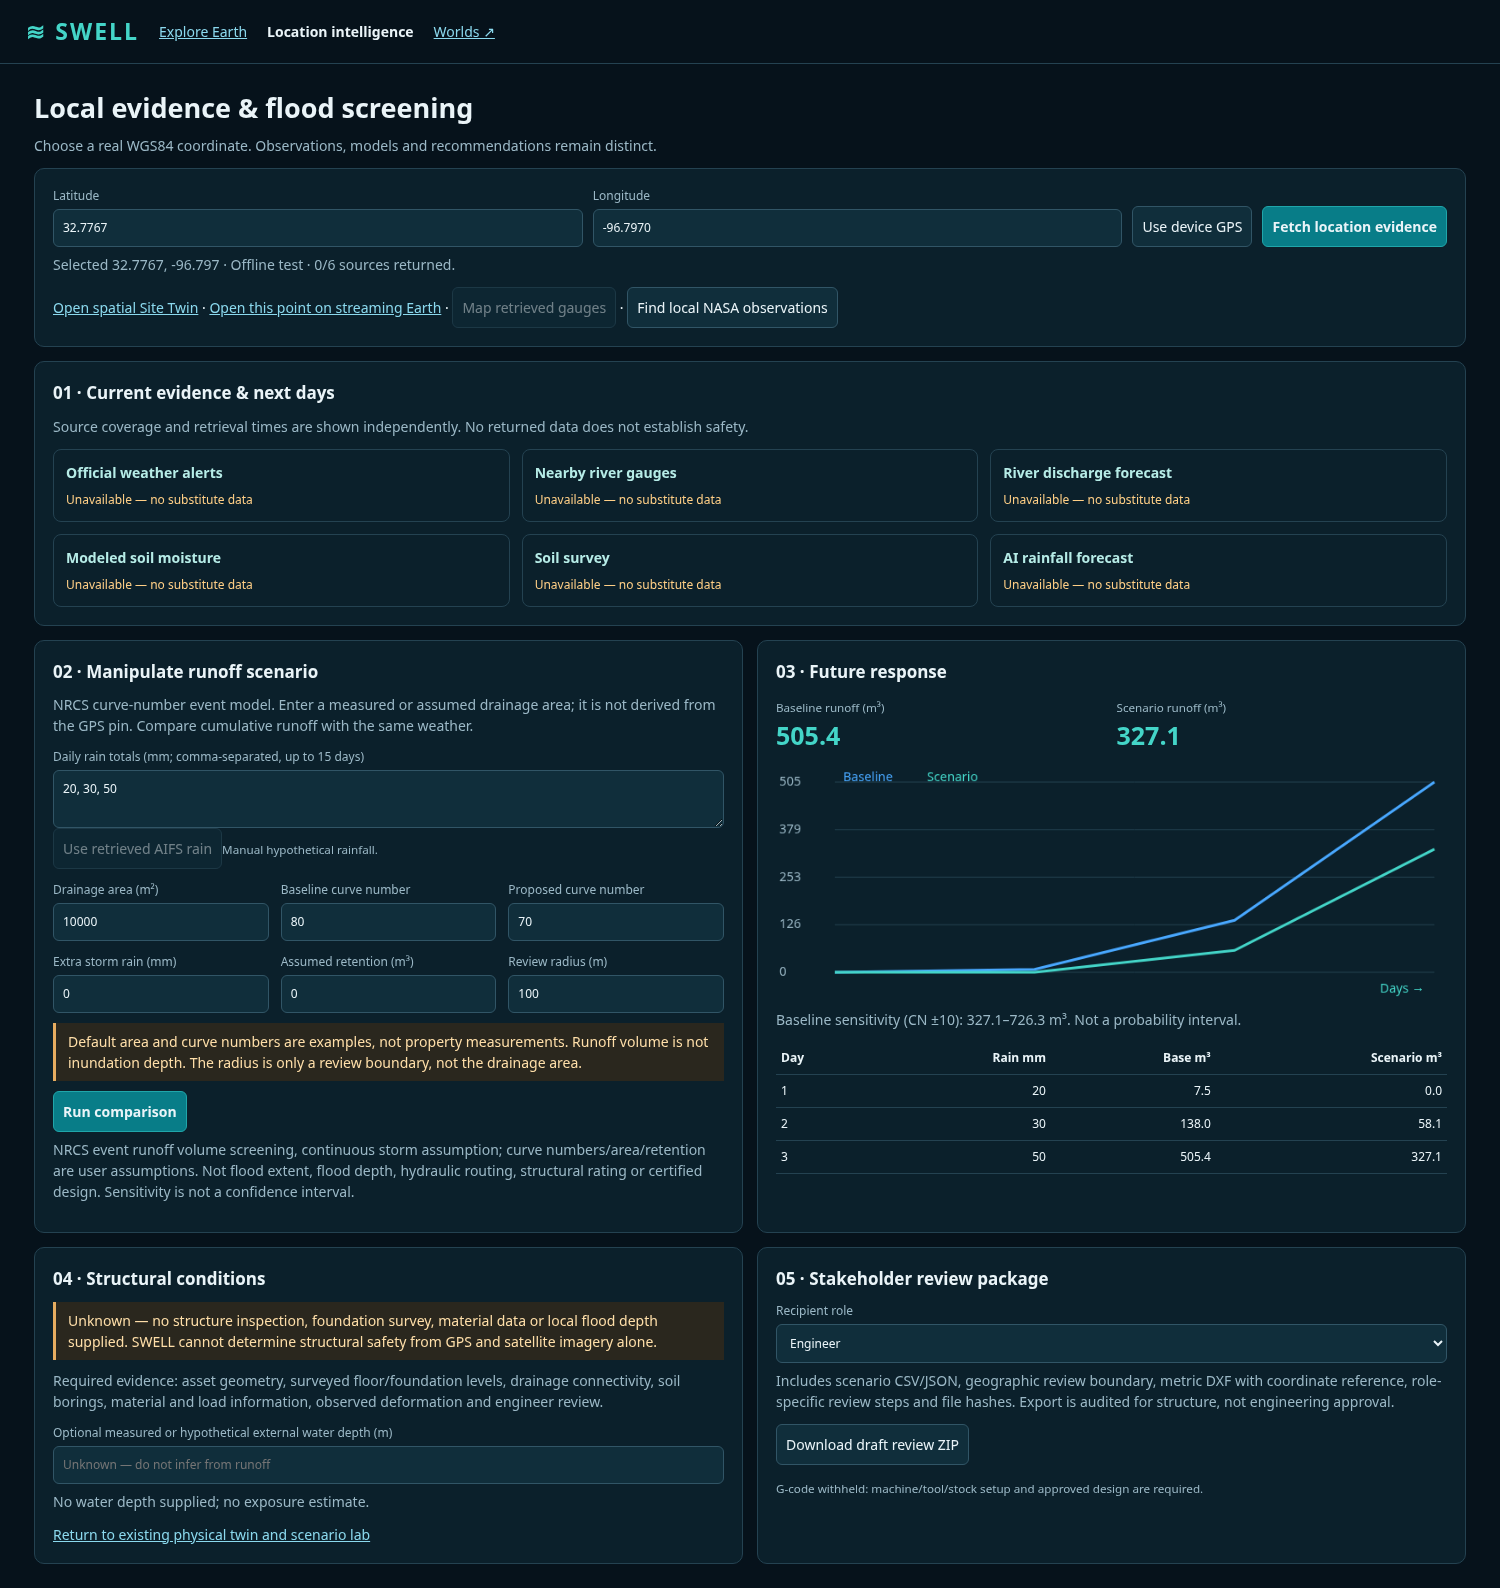 ≋ SWELL
Explore Earth
Location intelligence
Worlds ↗
Local evidence & flood screening
Choose a real WGS84 coordinate. Observations, models and recommendations remain distinct.
Latitude
Longitude
32.7767
-96.7970
Use device GPS
Fetch location evidence
Selected 32.7767, -96.797 · Offline test · 0/6 sources returned.
Open spatial Site Twin · Open this point on streaming Earth · Map retrieved gauges · Find local NASA observations
01 · Current evidence & next days
Source coverage and retrieval times are shown independently. No returned data does not establish safety.
Official weather alerts
Unavailable — no substitute data
Nearby river gauges
Unavailable — no substitute data
River discharge forecast
Unavailable — no substitute data
Modeled soil moisture
Unavailable — no substitute data
Soil survey
Unavailable — no substitute data
AI rainfall forecast
Unavailable — no substitute data
02 · Manipulate runoff scenario
NRCS curve-number event model. Enter a measured or assumed drainage area; it is not derived from
the GPS pin. Compare cumulative runoff with the same weather.
Daily rain totals (mm; comma-separated, up to 15 days)
20, 30, 50
Use retrieved AIFS rain
Manual hypothetical rainfall.
Drainage area (m²)
Baseline curve number
Proposed curve number
10000
80
70
Extra storm rain (mm)
Assumed retention (m³)
Review radius (m)
0
0
100
Default area and curve numbers are examples, not property measurements. Runoff volume is not
inundation depth. The radius is only a review boundary, not the drainage area.
Run comparison
NRCS event runoff volume screening, continuous storm assumption; curve numbers/area/retention
are user assumptions. Not flood extent, flood depth, hydraulic routing, structural rating or certified
design. Sensitivity is not a confidence interval.
03 · Future response
Baseline runoff (m³)
Scenario runoff (m³)
505.4
327.1
Baseline
Scenario
505
379
253
126
0
Days →
Baseline sensitivity (CN ±10): 327.1–726.3 m³. Not a probability interval.
Day Rain mm Base m³ Scenario m³
1 20 7.5 0.0
2 30 138.0 58.1
3 50 505.4 327.1
04 · Structural conditions
Unknown — no structure inspection, foundation survey, material data or local flood depth
supplied. SWELL cannot determine structural safety from GPS and satellite imagery alone.
Required evidence: asset geometry, surveyed floor/foundation levels, drainage connectivity, soil
borings, material and load information, observed deformation and engineer review.
Optional measured or hypothetical external water depth (m)
Unknown — do not infer from runoff
No water depth supplied; no exposure estimate.
Return to existing physical twin and scenario lab
05 · Stakeholder review package
Recipient role
Engineer
Includes scenario CSV/JSON, geographic review boundary, metric DXF with coordinate reference, role-
specific review steps and file hashes. Export is audited for structure, not engineering approval.
Download draft review ZIP
G-code withheld: machine/tool/stock setup and approved design are required.